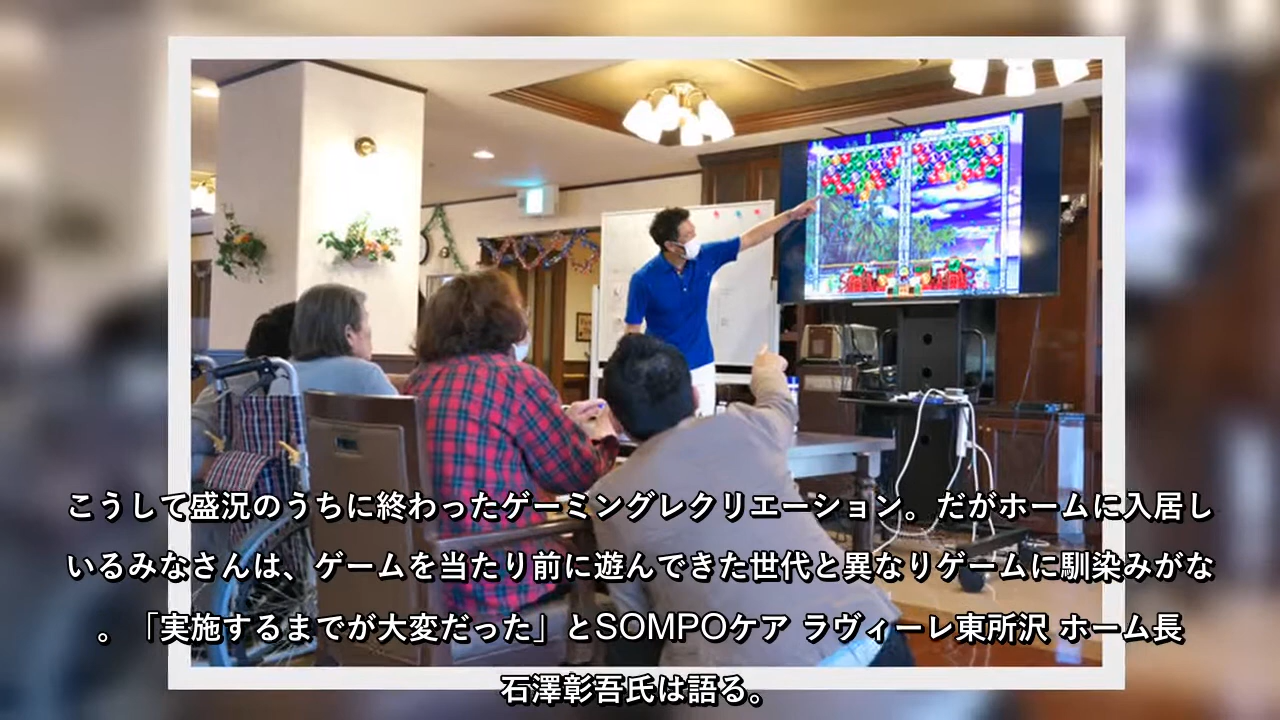 こうして盛況のうちに終わったゲーミングレクリエーション。だがホームに入居し
いるみなさんは、ゲームを当たり前に遊んできた世代と異なりゲームに馴染みがな
。「実施するまでが大変だった」とSOMPOケア ラヴィーレ東所沢 ホーム長
石澤彰吾氏は語る。